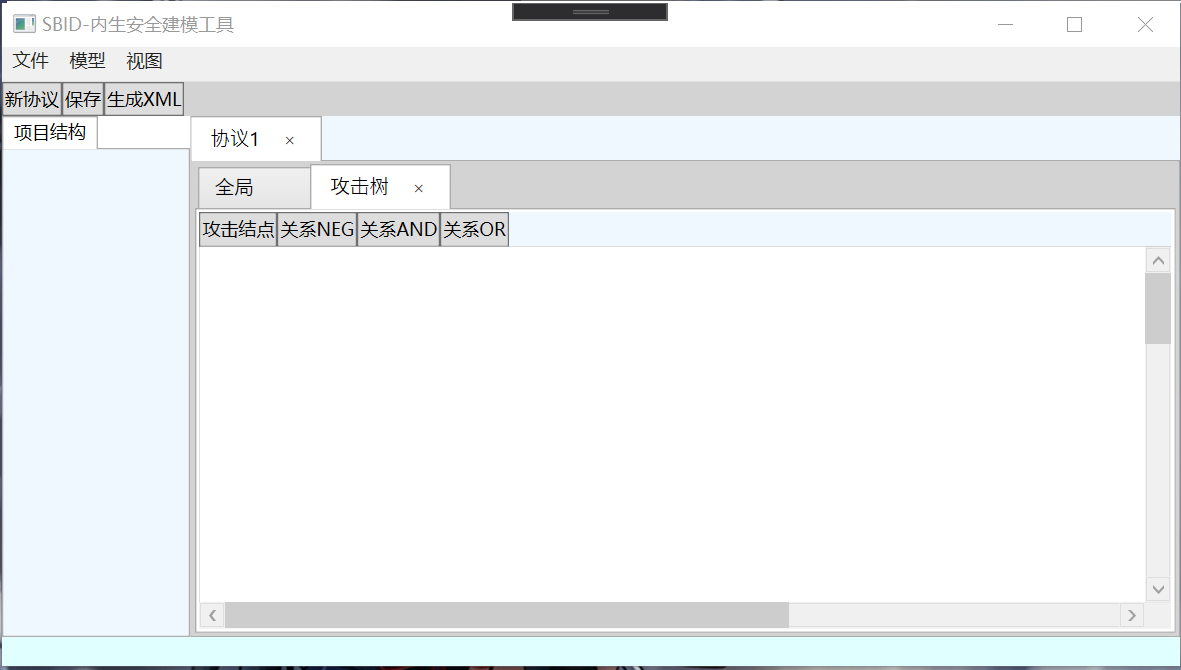 SBID-内生安全建模工具
文件 模型 视图
新协议 保存 生成XML
项目结构
协议1 ×
全局 攻击树 ×
攻击结点 关系NEG 关系AND 关系OR